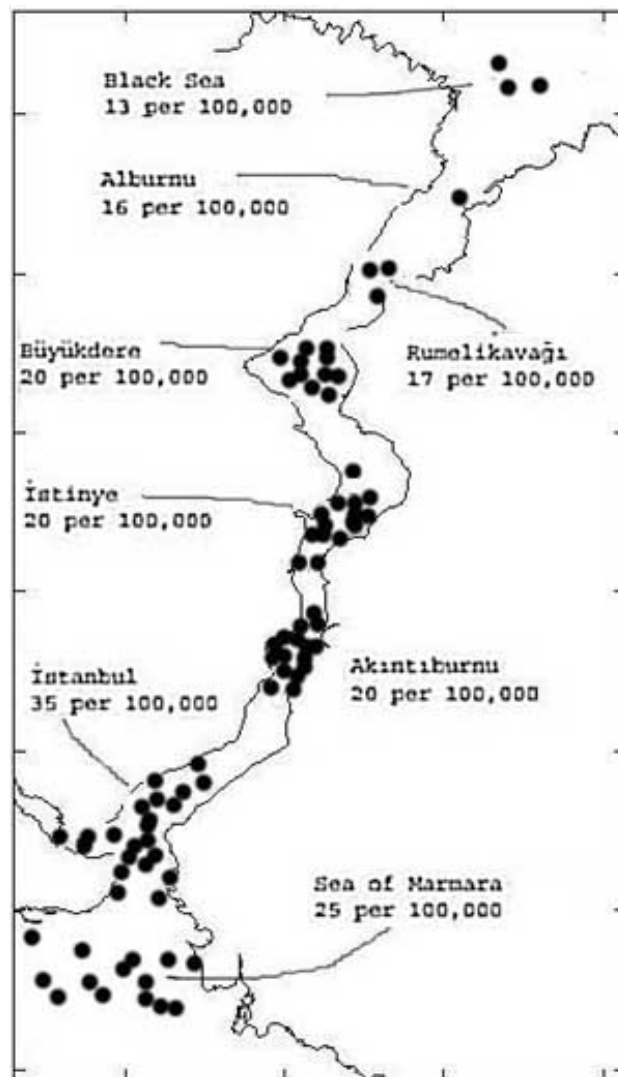 Black Sea
13 per 100,000
Alburnu
16 per 100,000
Büyükdere
20 per 100,000
Rumelikavağı
17 per 100,000
İstinye
20 per 100,000
İstanbul
35 per 100,000
Akıntıburnu
20 per 100,000
Sea of Marmara
25 per 100,000